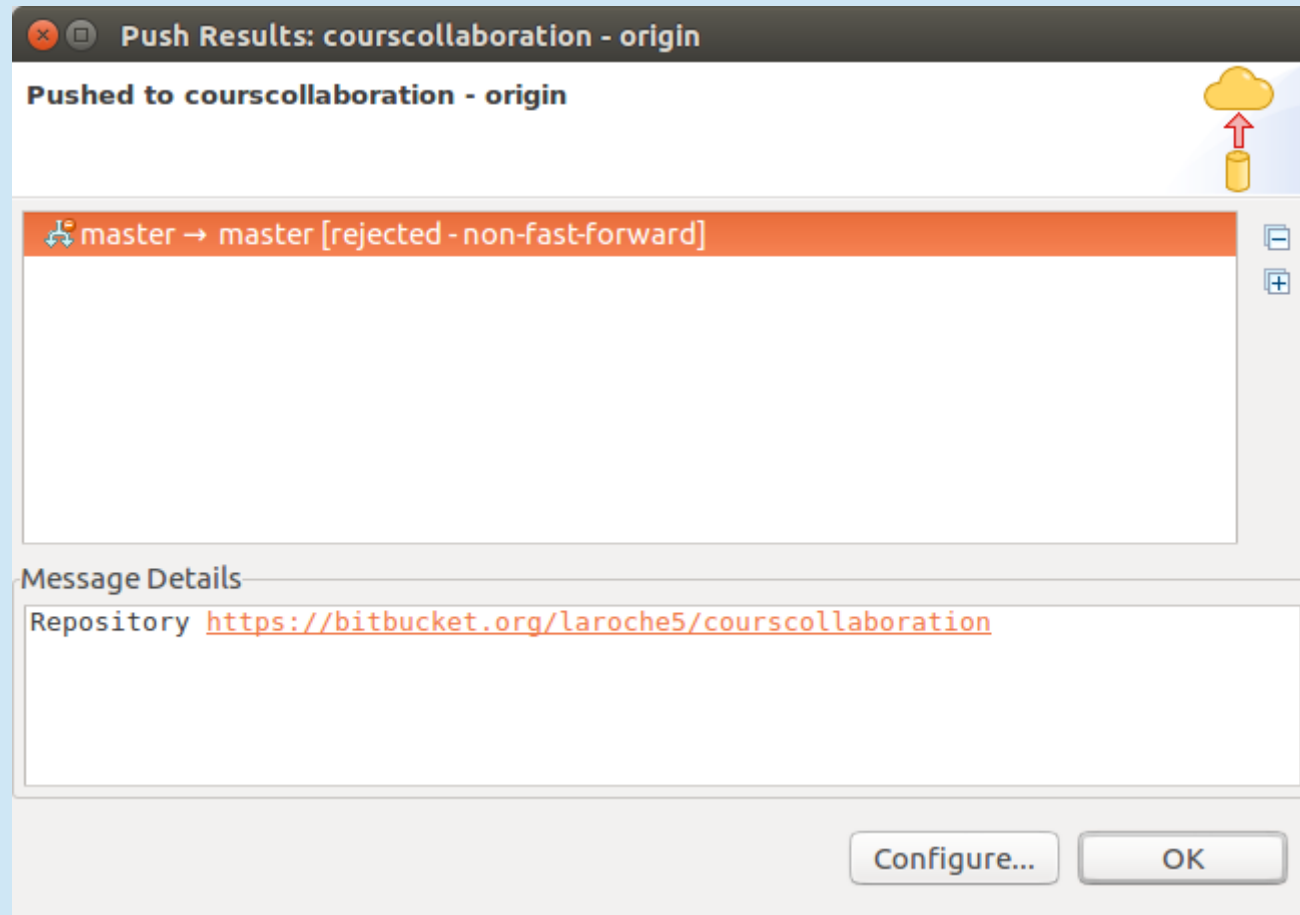 Push Results: courscollaboration - origin
Pushed to courscollaboration - origin
master → master [rejected - non-fast-forward]
Message Details
Repository https://bitbucket.org/laroche5/courscollaboration
Configure...
OK